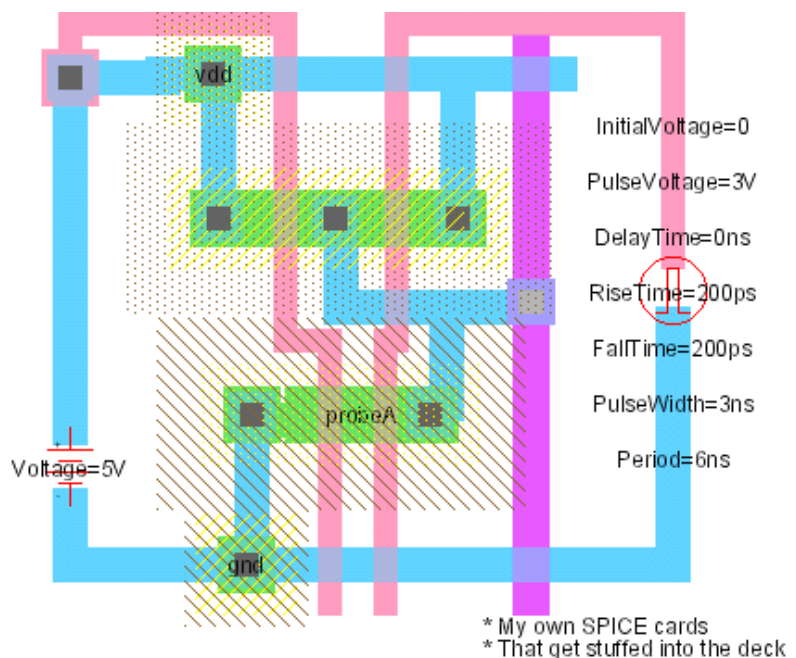 vdd
InitialVoltage=0
PulseVoltage=3V
DelayTime=0ns
RiseTime=200ps
FallTime=200ps
probeA
PulseWidth=3ns
Voltage=5V
Period=6ns
gnd
* My own SPICE cards
* That get stuffed into the deck